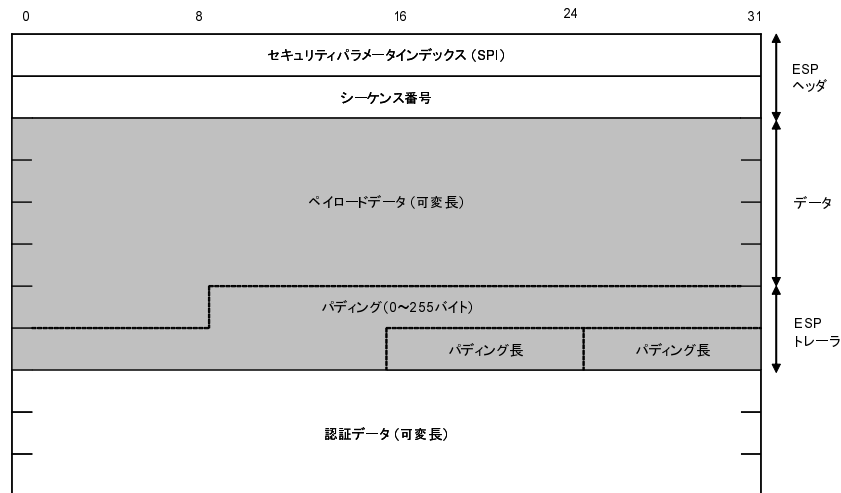 0 8 16 24 31
セキュリティパラメータインデックス（SPI）
ESP
ヘッダ
シーケンス番号
ペイロードデータ（可変長）
データ
パディング（0～255バイト）
ESP
トレーラ
パディング長
パディング長
認証データ（可変長）